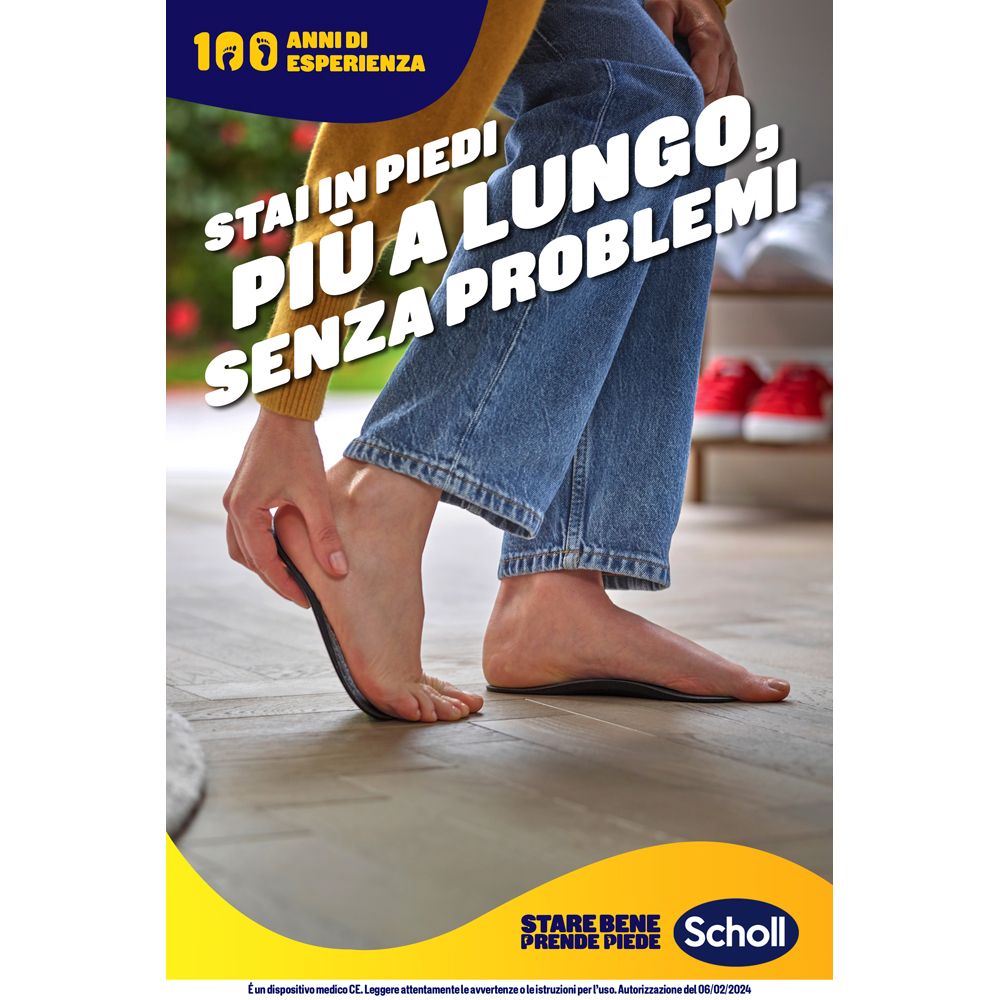 100 ANNI DI
ESPERIENZA
STAI IN PIEDI
PIÙ A LUNGO,
SENZA PROBLEMI
STARE BENE
PRENDE PIEDE
Scholl
É un dispositivo medico CE. Leggere attentamente le avvertenze o le istruzioni per l'uso. Autorizzazione del 06/02/2024